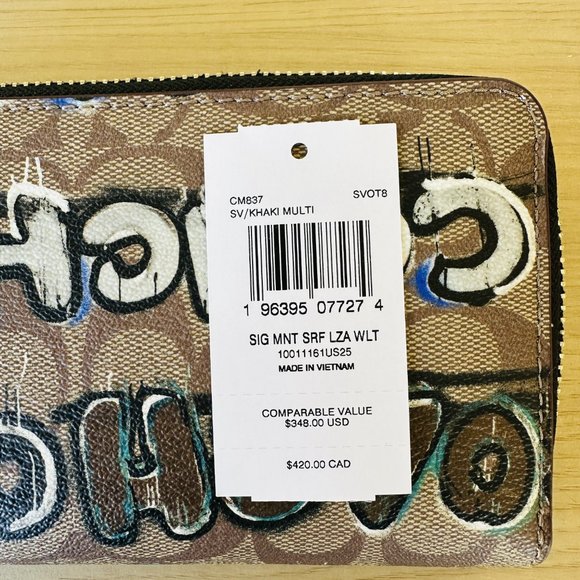 CM837 SVOT8
SV/KHAKI MULTI
1 96395 07727 4
SIG MNT SRF LZA WLT
10011161US25
MADE IN VIETNAM
COMPARABLE VALUE
$348.00 USD
$420.00 CAD